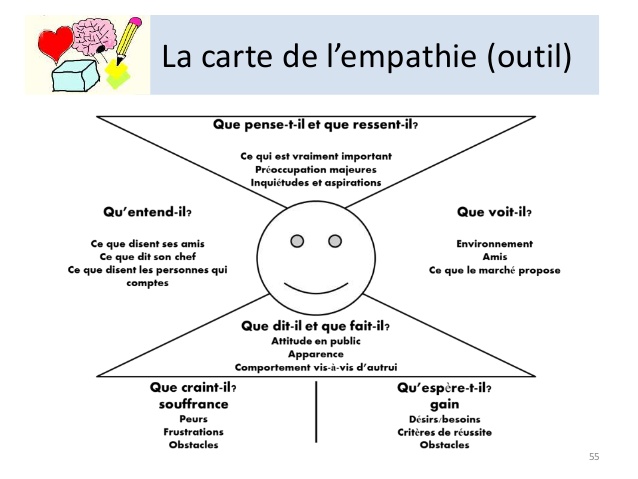 La carte de l'empathie (outil)
Que pense-t-il et que ressent-il?
Ce qui est vraiment important
Préoccupation majeures
Inquiétudes et aspirations
Qu'entend-il?
Ce que disent ses amis
Ce que dit son chef
Ce que disent les personnes qui
comptes
Que voit-il?
Environnement
Amis
Ce que le marché propose
Que dit-il et que fait-il?
Attitude en public
Apparence
Comportement vis-à-vis d'autrui
Que craint-il?
souffrance
Peurs
Frustrations
Obstacles
Qu'espère-t-il?
gain
Désirs/besoins
Critères de réussite
Obstacles
55